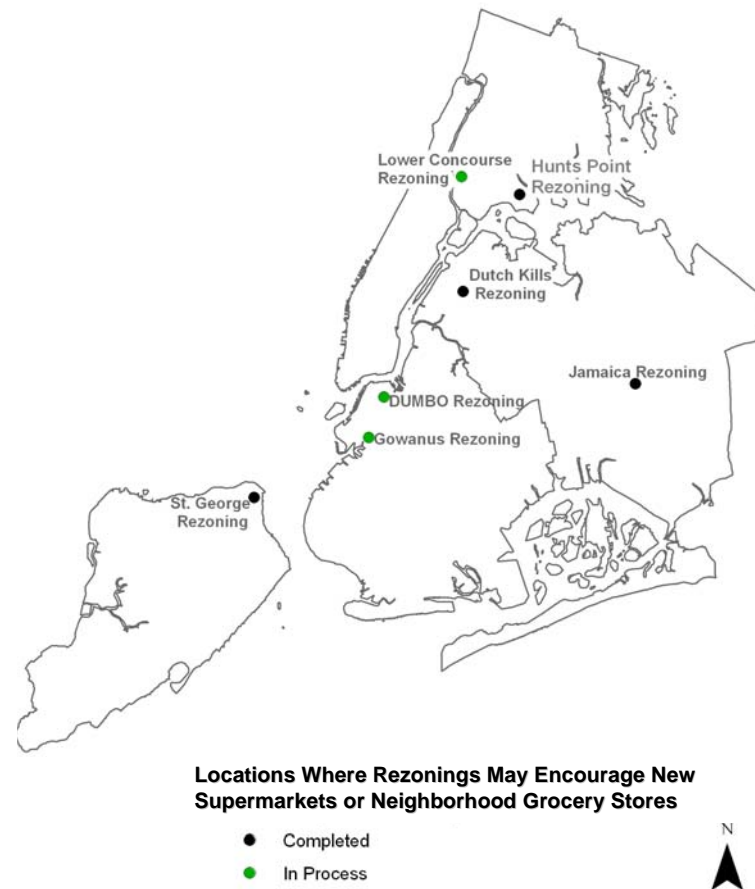 Lower Concourse
Rezoning
Hunts Point
Rezoning
Dutch Kills
Rezoning
Jamaica Rezoning
DUMBO Rezoning
Gowanus Rezoning
St. George
Rezoning
Locations Where Rezonings May Encourage New
Supermarkets or Neighborhood Grocery Stores
Completed
In Process
N